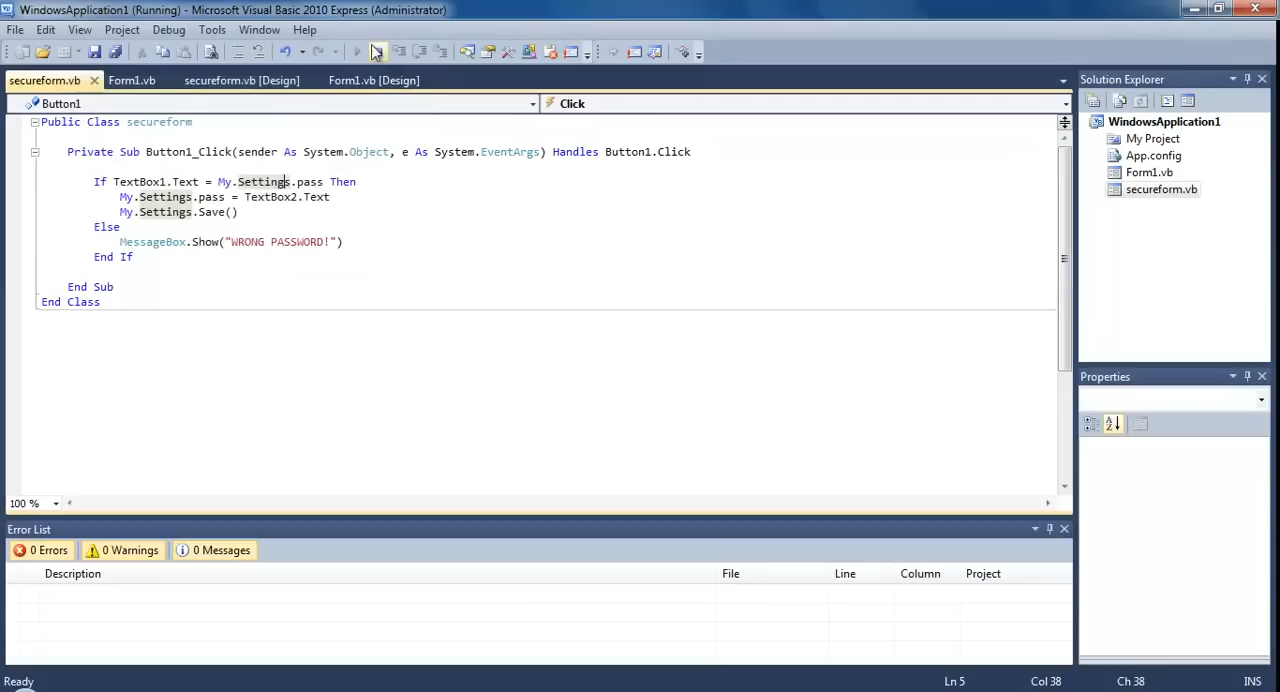 WindowsApplication1 (Running) - Microsoft Visual Basic 2010 Express (Administrator)
File Edit View Project Debug Tools Window Help
secureform.vb Form1.vb secureform.vb [Design] Form1.vb [Design]
Button1 Click
Public Class secureform
Private Sub Button1_Click(sender As System.Object, e As System.EventArgs) Handles Button1.Click
If TextBox1.Text = My.Settings.pass Then
My.Settings.pass = TextBox2.Text
My.Settings.Save()
Else
MessageBox.Show("WRONG PASSWORD!")
End If
End Sub
End Class
100 %
Solution Explorer
WindowsApplication1
My Project
App.config
Form1.vb
secureform.vb
Properties
Error List
0 Errors 0 Warnings 0 Messages
Description File Line Column Project
Ready Ln 5 Col 38 Ch 38 INS